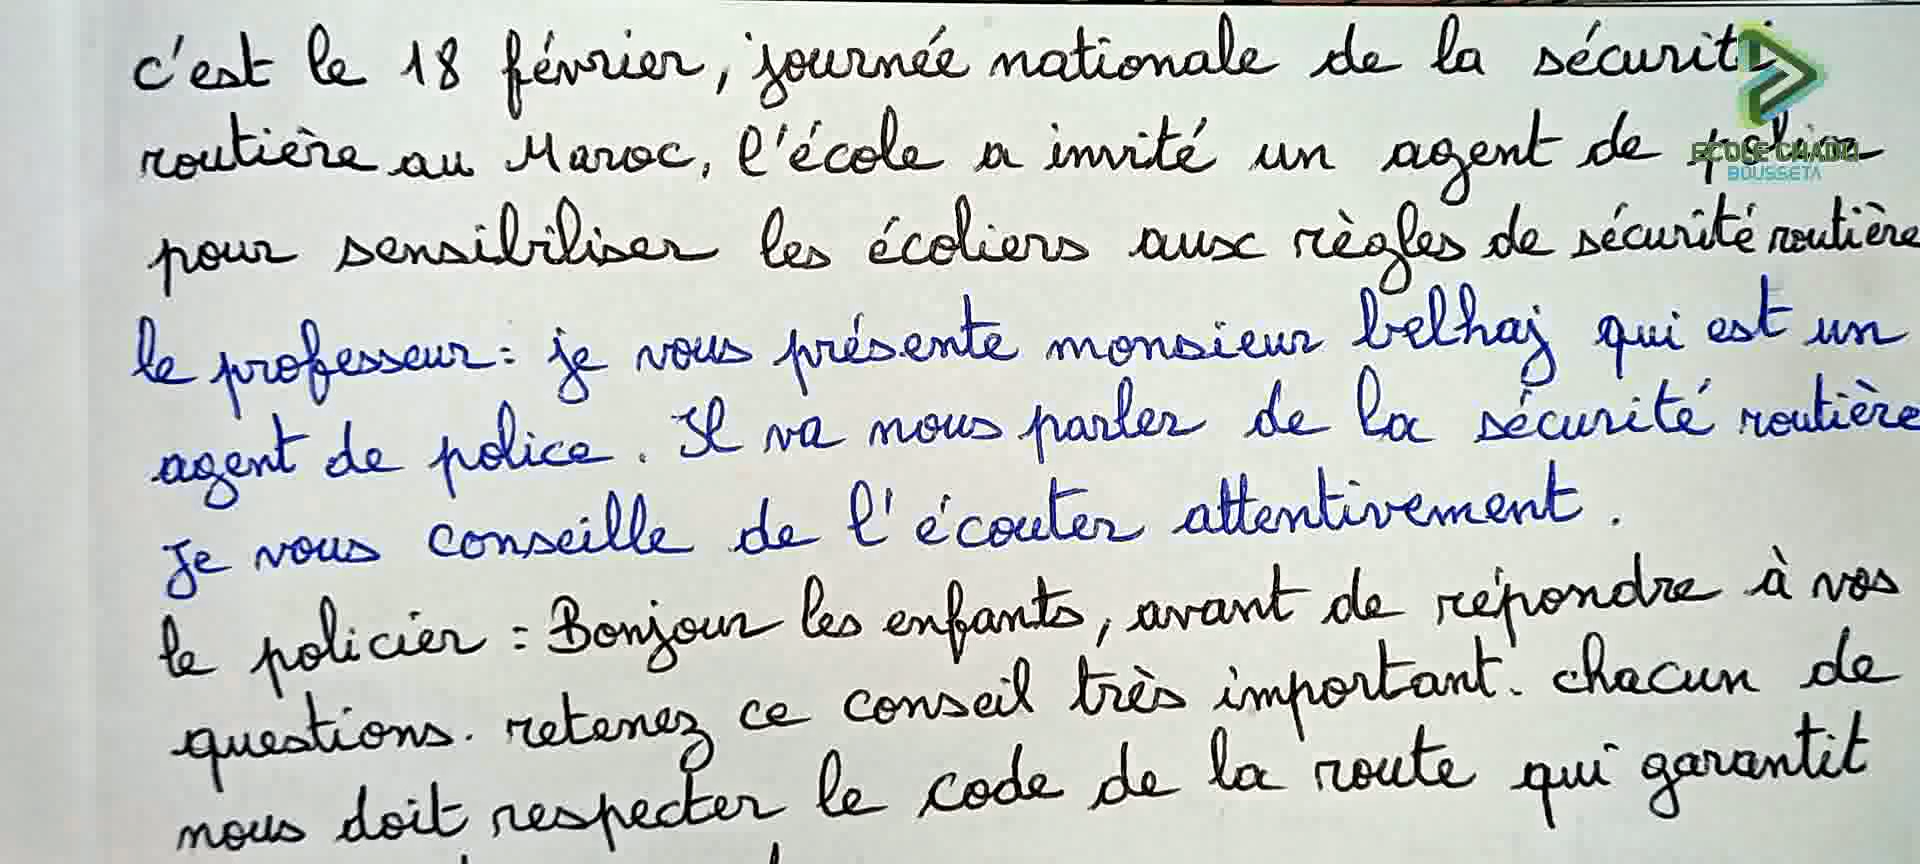 c'est le 18 février, journée nationale de la sécurité
routière au Maroc, l'école a invité un agent de police
pour sensibiliser les écoliers aux règles de sécurité routière
le professeur : je vous présente monsieur belhaj qui est un
agent de police. Il va nous parler de la sécurité routière
Je vous conseille de l'écouter attentivement.
le policier : Bonjour les enfants, avant de répondre à vos
questions. retenez ce conseil très important. chacun de
nous doit respecter le code de la route qui garantit
ECOLE CHADLI
BOUSSETA